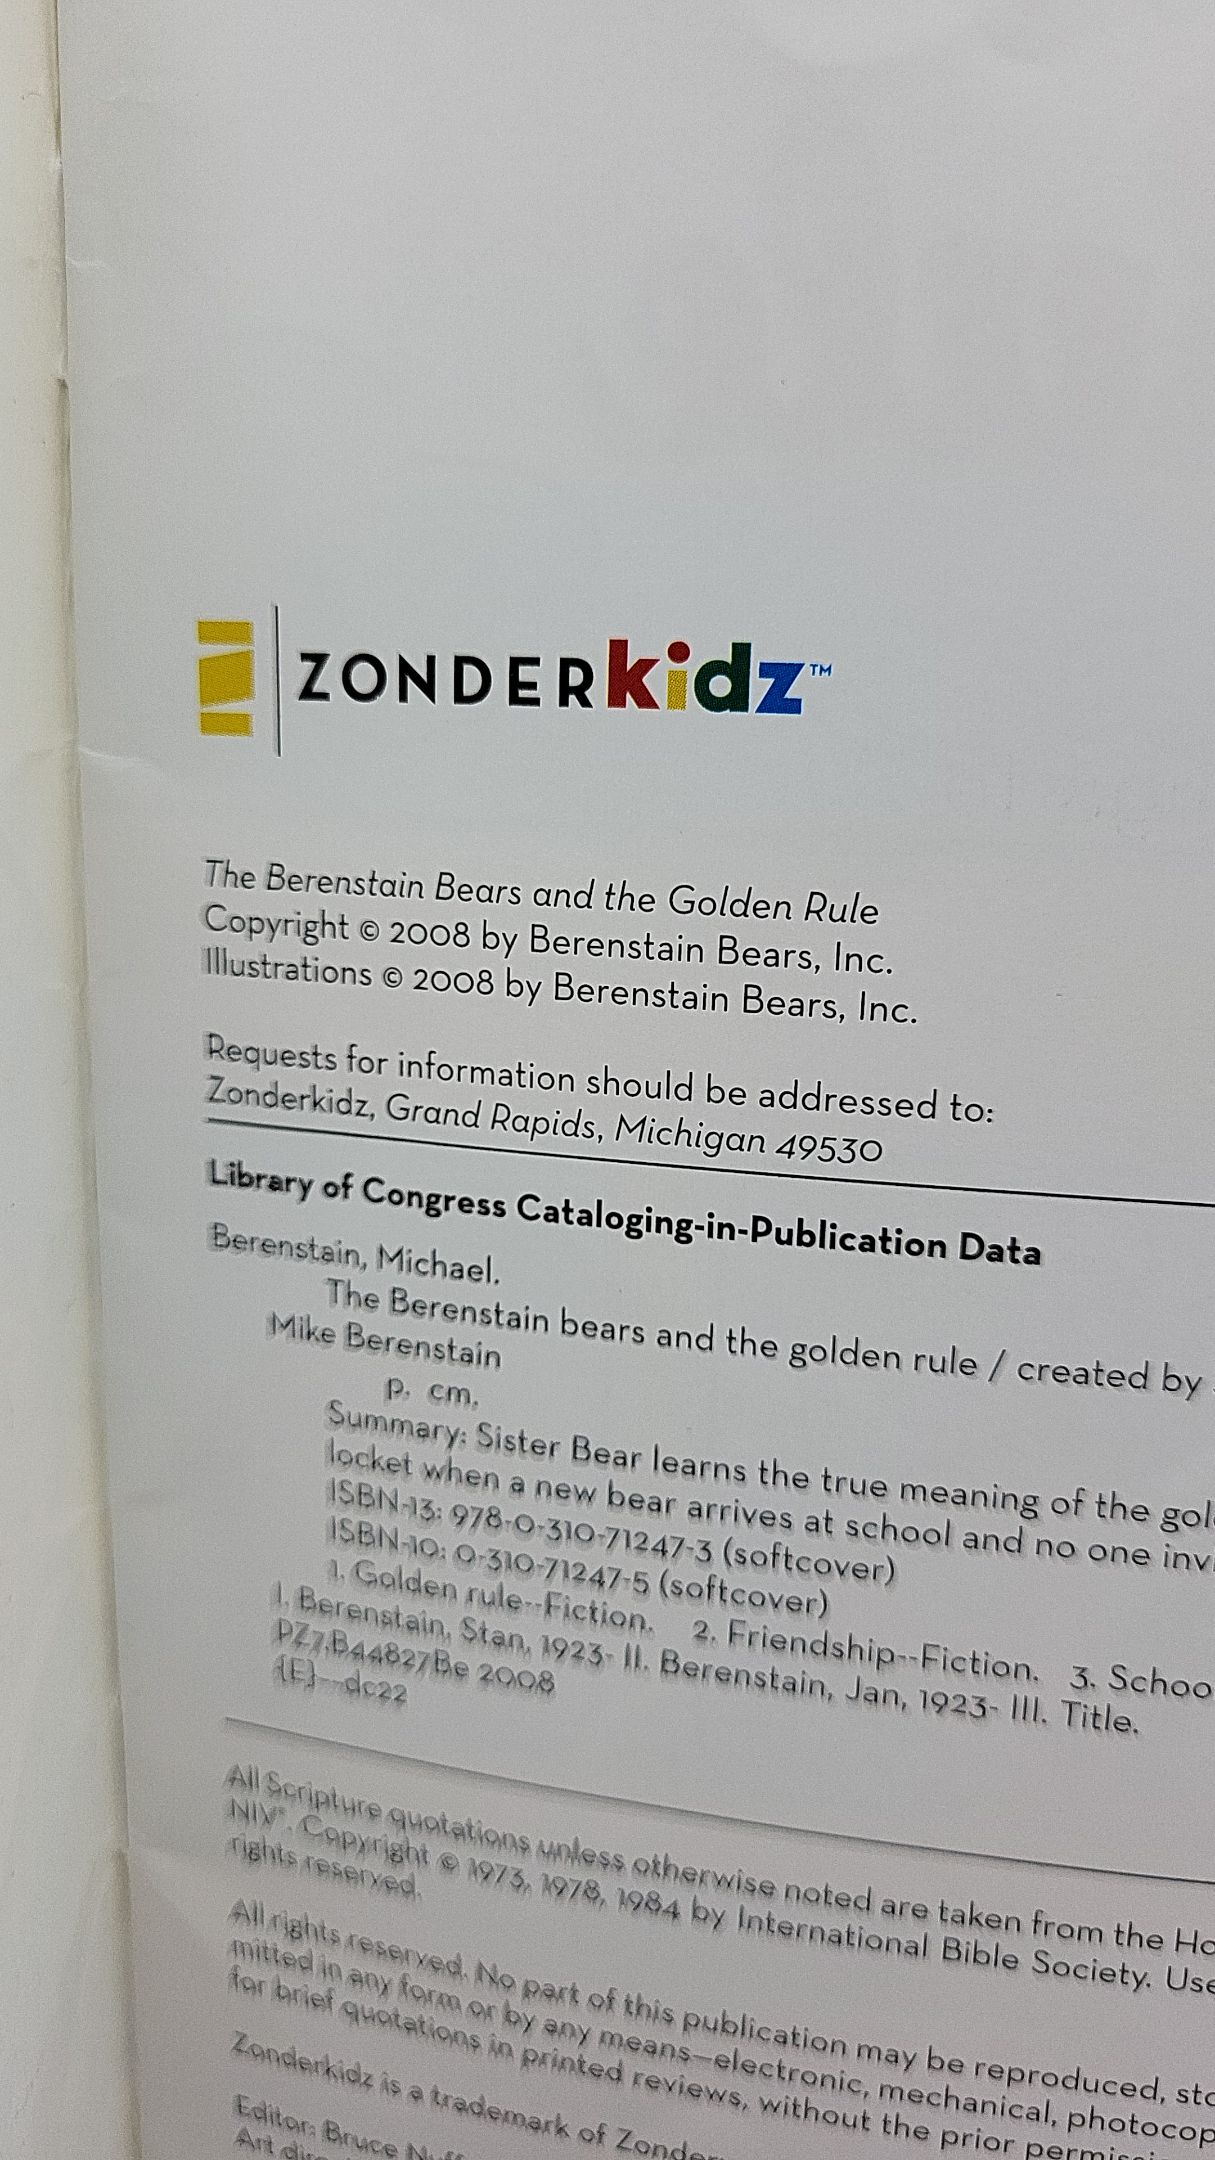 ZONDERkidz™
The Berenstain Bears and the Golden Rule
Copyright © 2008 by Berenstain Bears, Inc.
Illustrations © 2008 by Berenstain Bears, Inc.
Requests for information should be addressed to:
Zonderkidz, Grand Rapids, Michigan 49530
Library of Congress Cataloging-in-Publication Data
Berenstain, Michael.
The Berenstain bears and the golden rule / created by
Mike Berenstain
p. cm.
Summary: Sister Bear learns the true meaning of the gol
locket when a new bear arrives at school and no one inv
ISBN-13: 978-0-310-71247-3 (softcover)
ISBN-10: 0-310-71247-5 (softcover)
1. Golden rule--Fiction. 2. Friendship--Fiction. 3. Schoo
I. Berenstain, Stan, 1923- II. Berenstain, Jan, 1923- III. Title.
PZ7.B44827Be 2008
{E}--dc22
All Scripture quotations unless otherwise noted are taken from the Ho
NIV®. Copyright © 1973, 1978, 1984 by International Bible Society. Use
rights reserved.
All rights reserved. No part of this publication may be reproduced, sto
mitted in any form or by any means—electronic, mechanical, photocop
for brief quotations in printed reviews, without the prior permissi
Zonderkidz is a trademark of Zonder
Editor: Bruce
Art